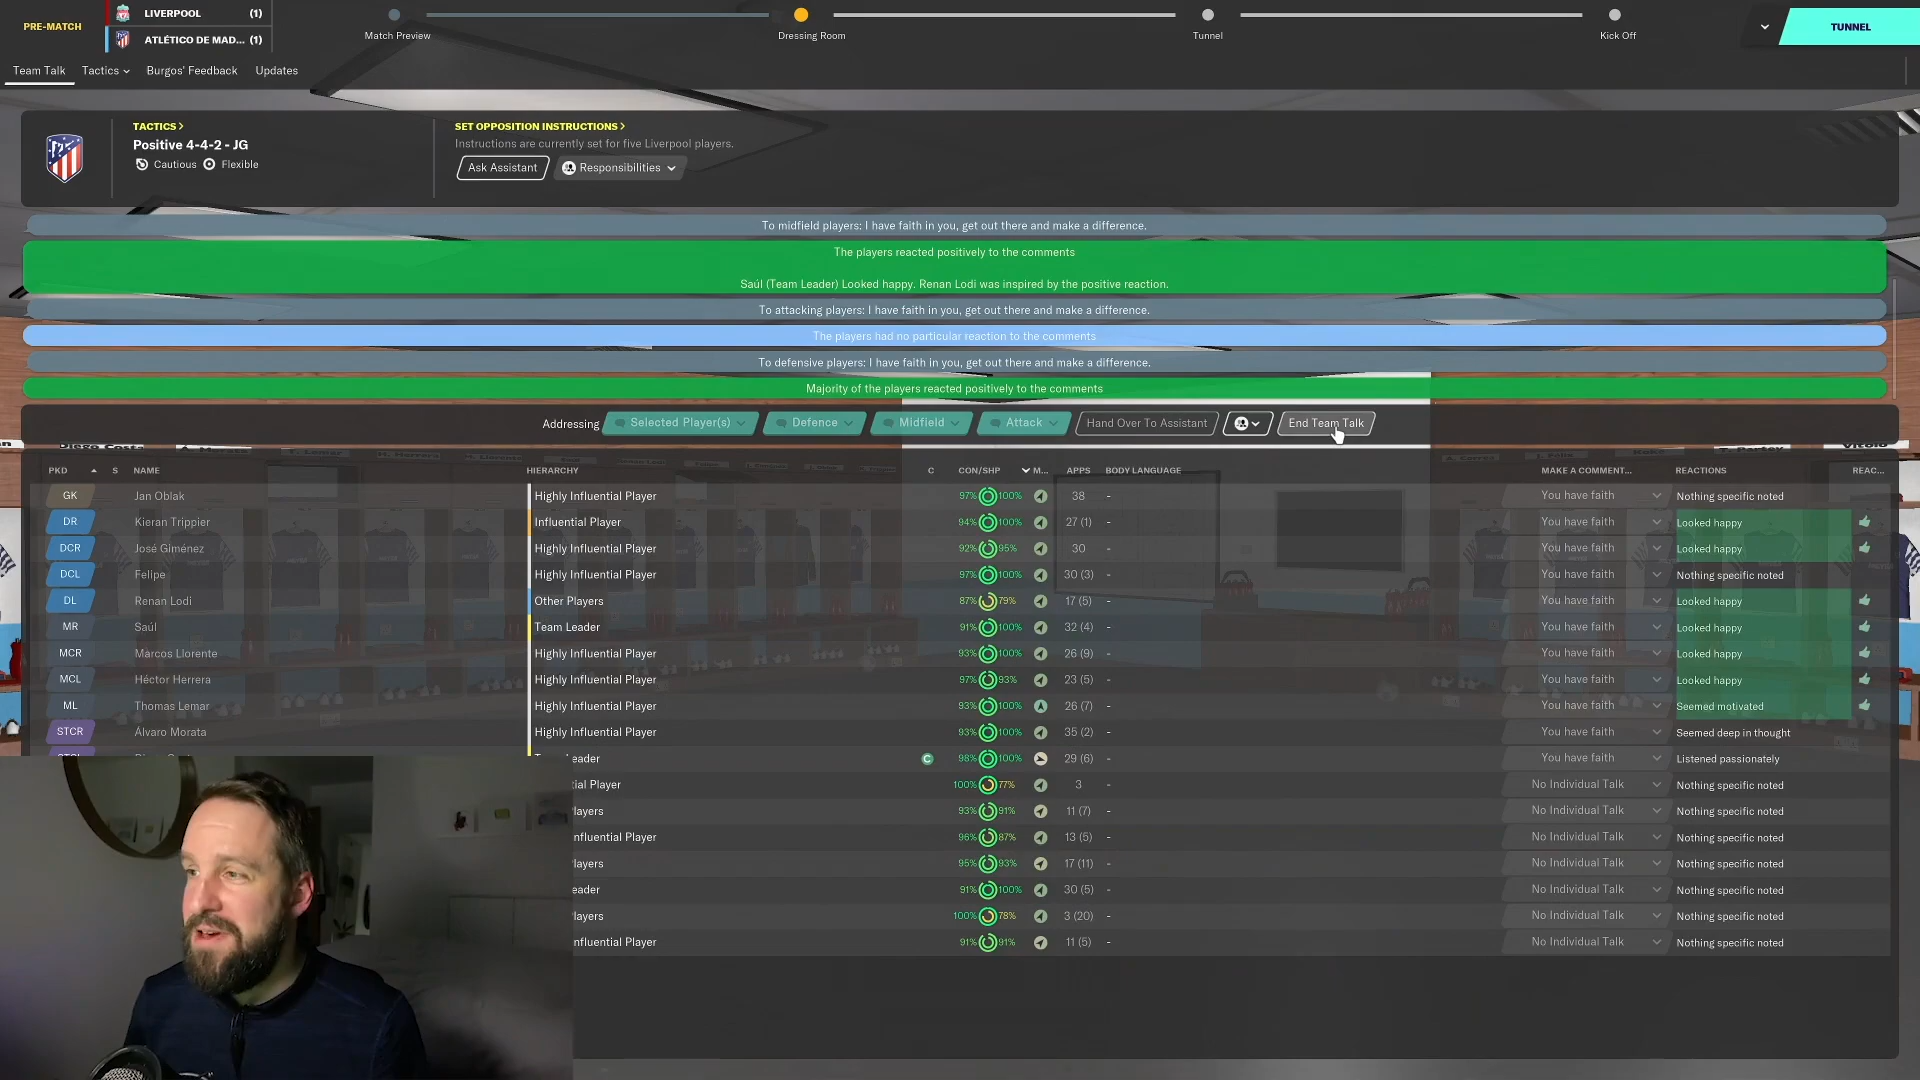 PRE-MATCH
LIVERPOOL (1)
ATLÉTICO DE MAD... (1)
Match Preview
Dressing Room
Tunnel
Kick Off
TUNNEL
Team Talk Tactics Burgos' Feedback Updates
TACTICS >
Positive 4-4-2 - JG
Cautious Flexible
SET OPPOSITION INSTRUCTIONS >
Instructions are currently set for five Liverpool players.
Ask Assistant Responsibilities
To midfield players: I have faith in you, get out there and make a difference.
The players reacted positively to the comments
Saúl (Team Leader) Looked happy. Renan Lodi was inspired by the positive reaction.
To attacking players: I have faith in you, get out there and make a difference.
The players had no particular reaction to the comments
To defensive players: I have faith in you, get out there and make a difference.
Majority of the players reacted positively to the comments
Addressing Selected Player(s) Defence Midfield Attack Hand Over To Assistant End Team Talk
PKD S NAME HIERARCHY C CON/SHP M... APPS BODY LANGUAGE MAKE A COMMENT... REACTIONS REAC...
GK Jan Oblak Highly Influential Player 97% 100% 38 - You have faith Nothing specific noted
DR Kieran Trippier Influential Player 94% 100% 27 (1) - You have faith Looked happy
DCR José Giménez Highly Influential Player 92% 95% 30 - You have faith Looked happy
DCL Felipe Highly Influential Player 97% 100% 30 (3) - You have faith Nothing specific noted
DL Renan Lodi Other Players 87% 79% 17 (5) - You have faith Looked happy
MR Saúl Team Leader 91% 100% 32 (4) - You have faith Looked happy
MCR Marcos Llorente Highly Influential Player 93% 100% 26 (9) - You have faith Looked happy
MCL Héctor Herrera Highly Influential Player 97% 93% 23 (5) - You have faith Looked happy
ML Thomas Lemar Highly Influential Player 93% 100% 26 (7) - You have faith Seemed motivated
STCR Álvaro Morata Highly Influential Player 93% 100% 35 (2) - You have faith Seemed deep in thought
eader C 98% 100% 29 (6) - You have faith Listened passionately
ial Player 100% 77% 3 - No Individual Talk Nothing specific noted
layers 93% 91% 11 (7) - No Individual Talk Nothing specific noted
nfluential Player 96% 87% 13 (5) - No Individual Talk Nothing specific noted
layers 95% 93% 17 (11) - No Individual Talk Nothing specific noted
eader 91% 100% 30 (5) - No Individual Talk Nothing specific noted
layers 100% 78% 3 (20) - No Individual Talk Nothing specific noted
nfluential Player 91% 91% 11 (5) - No Individual Talk Nothing specific noted